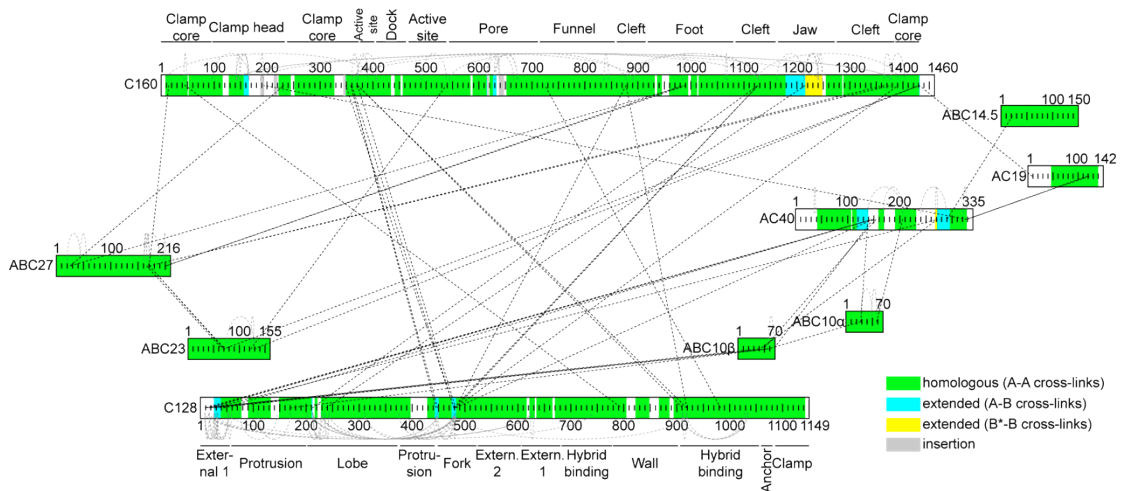 Clamp core
Clamp head
Clamp core
Active site
Dock
Active site
Pore
Funnel
Cleft
Foot
Cleft
Jaw
Cleft
Clamp core
1 100 200 300 400 500 600 700 800 900 1000 1100 1200 1300 1400 1460
C160
1 100 150
ABC14.5
1 100 142
AC19
1 100 200 335
AC40
1 100 216
ABC27
1 70
ABC10α
1 100 155
ABC23
1 70
ABC10β
C128
1 100 200 300 400 500 600 700 800 900 1000 1100 1149
Exter-
nal 1
Protrusion
Lobe
Protru-
sion
Fork
Extern.
2
Extern.
1
Hybrid
binding
Wall
Hybrid
binding
Anchor
Clamp
homologous (A-A cross-links)
extended (A-B cross-links)
extended (B*-B cross-links)
insertion